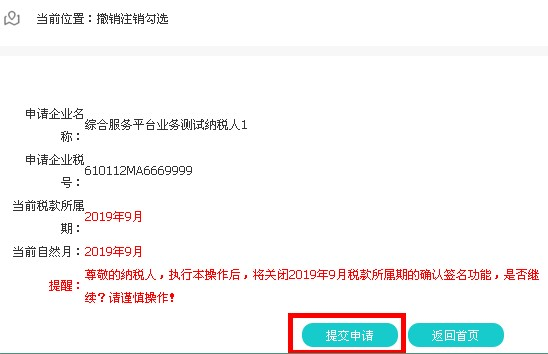 当前位置：撤销注销勾选
申请企业名称：综合服务平台业务测试纳税人1
申请企业税号：610112MA6669999
当前税款所属期：2019年9月
当前自然月：2019年9月
提醒：尊敬的纳税人，执行本操作后，将关闭2019年9月税款所属期的确认签名功能，是否继
续？请谨慎操作！
提交申请 返回首页